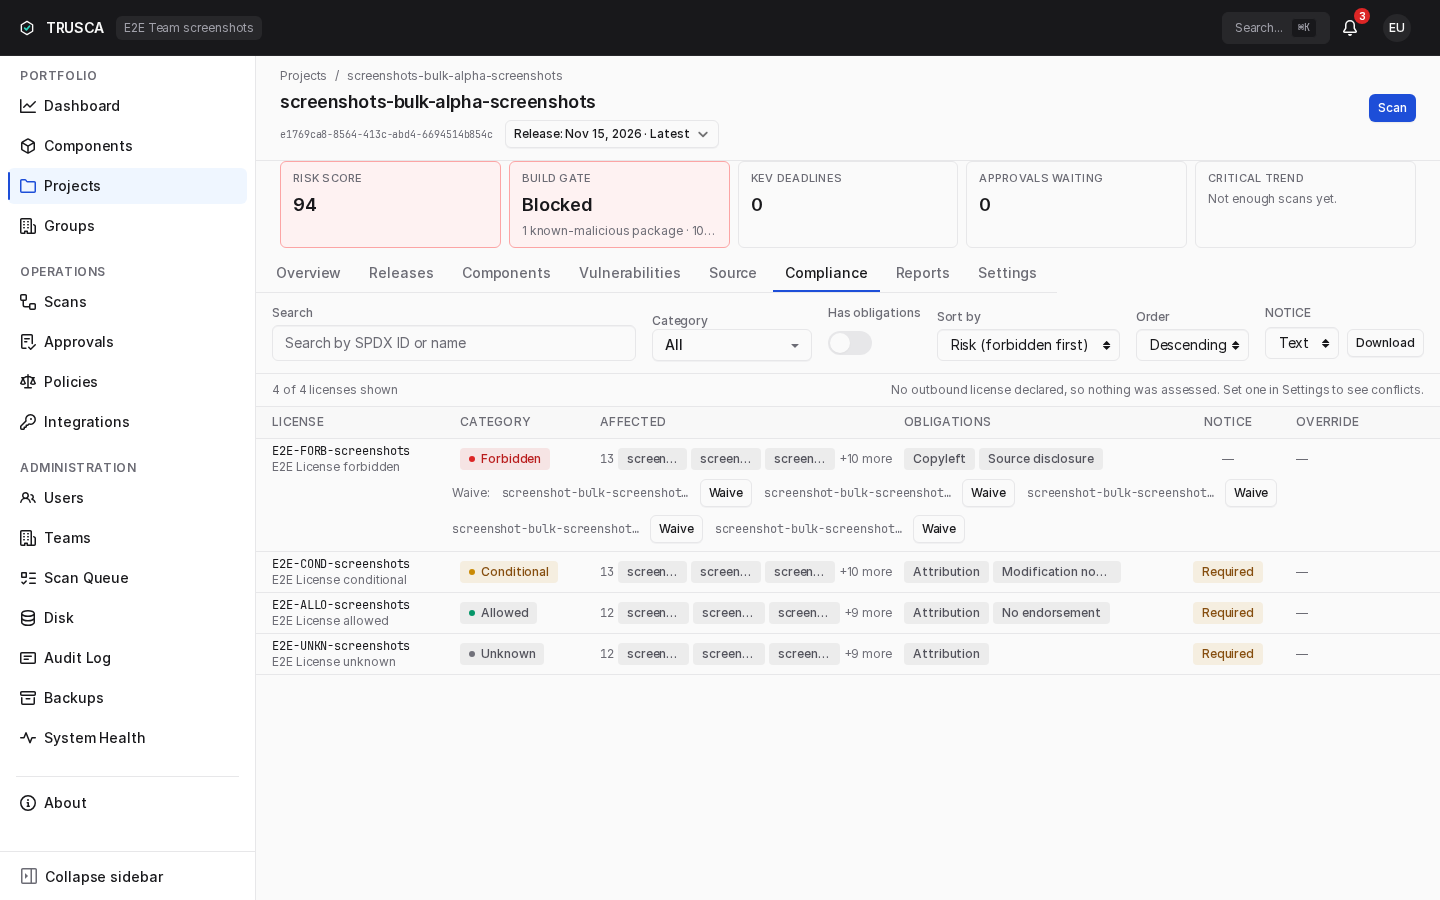 TRUSCA
E2E Team screenshots
Search... ⌘K
3
EU
PORTFOLIO
Dashboard
Components
Projects
Groups
OPERATIONS
Scans
Approvals
Policies
Integrations
ADMINISTRATION
Users
Teams
Scan Queue
Disk
Audit Log
Backups
System Health
About
Collapse sidebar
Projects / screenshots-bulk-alpha-screenshots
screenshots-bulk-alpha-screenshots
e1769ca8-8564-413c-abd4-6694514b854c
Release: Nov 15, 2026 · Latest
Scan
RISK SCORE
94
BUILD GATE
Blocked
1 known-malicious package · 10…
KEV DEADLINES
0
APPROVALS WAITING
0
CRITICAL TREND
Not enough scans yet.
Overview Releases Components Vulnerabilities Source Compliance Reports Settings
Search
Search by SPDX ID or name
Category
All
Has obligations
Sort by
Risk (forbidden first)
Order
Descending
NOTICE
Text
Download
4 of 4 licenses shown
No outbound license declared, so nothing was assessed. Set one in Settings to see conflicts.
LICENSE CATEGORY AFFECTED OBLIGATIONS NOTICE OVERRIDE
E2E-FORB-screenshots
E2E License forbidden
Forbidden
13 screen… screen… screen… +10 more
Copyleft Source disclosure
— —
Waive: screenshot-bulk-screenshot… Waive screenshot-bulk-screenshot… Waive screenshot-bulk-screenshot… Waive
screenshot-bulk-screenshot… Waive screenshot-bulk-screenshot… Waive
E2E-COND-screenshots
E2E License conditional
Conditional
13 screen… screen… screen… +10 more
Attribution Modification no…
Required —
E2E-ALLO-screenshots
E2E License allowed
Allowed
12 screen… screen… screen… +9 more
Attribution No endorsement
Required —
E2E-UNKN-screenshots
E2E License unknown
Unknown
12 screen… screen… screen… +9 more
Attribution
Required —